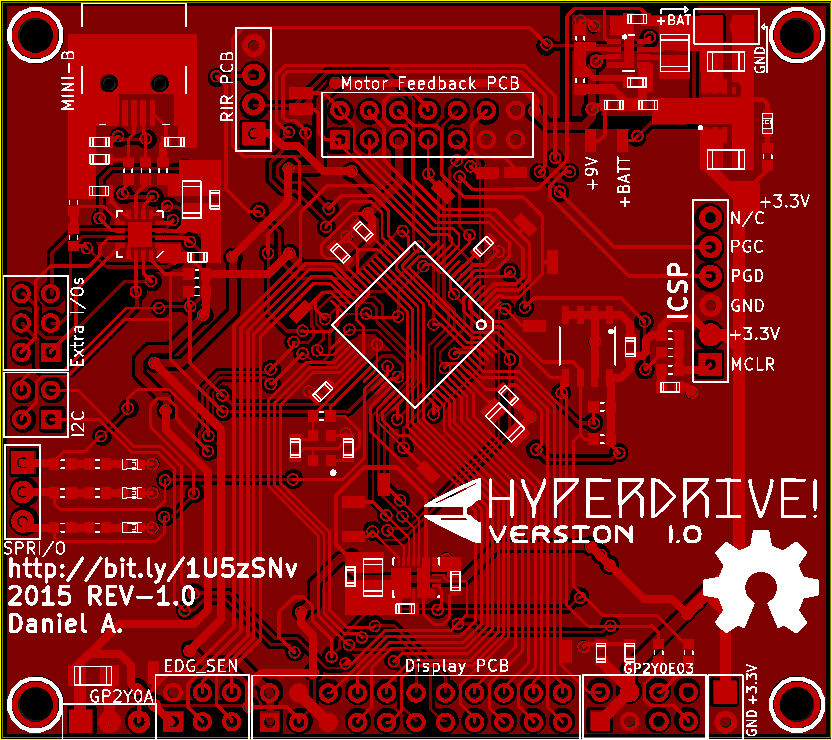 +BAT
GND
MINI-B
RIR PCB
Motor Feedback PCB
+9V
+BATT
+3.3V
N/C
PGC
PGD
GND
+3.3V
MCLR
ICSP
Extra I/Os
I2C
SPRI/O
HYPERDRIVE!
VERSION 1.0
http://bit.ly/1U5zSNv
2015 REV-1.0
Daniel A.
EDG_SEN
Display PCB
GP2Y0E03
GP2Y0A
GND +3.3V